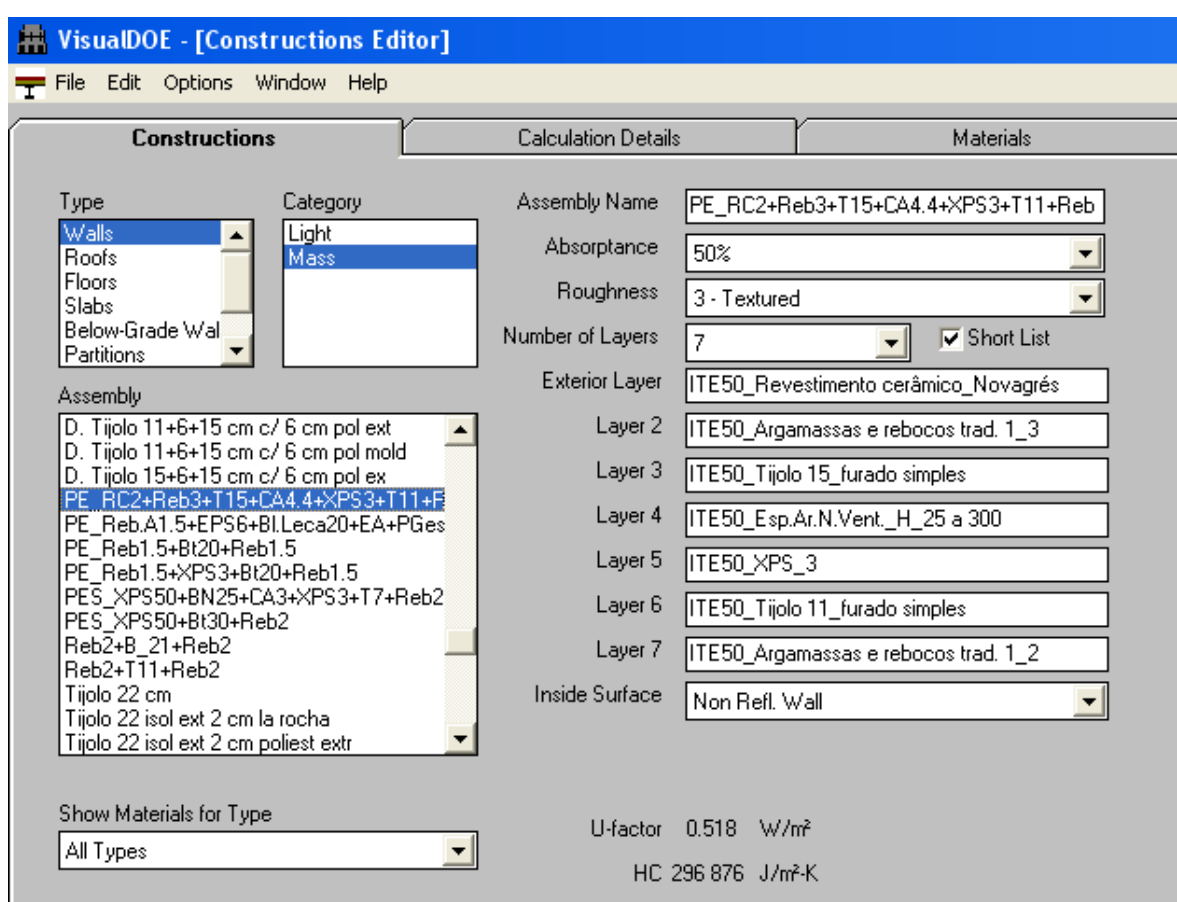 VisualDOE - [Constructions Editor]
File Edit Options Window Help
Constructions Calculation Details Materials
Type
Walls
Roofs
Floors
Slabs
Below-Grade Wal
Partitions
Category
Light
Mass
Assembly
D. Tijolo 11+6+15 cm c/ 6 cm pol ext
D. Tijolo 11+6+15 cm c/ 6 cm pol mold
D. Tijolo 15+6+15 cm c/ 6 cm pol ex
PE_RC2+Reb3+T15+CA4.4+XPS3+T11+F
PE_Reb.A1.5+EPS6+Bl.Leca20+EA+PGes
PE_Reb1.5+Bt20+Reb1.5
PE_Reb1.5+XPS3+Bt20+Reb1.5
PES_XPS50+BN25+CA3+XPS3+T7+Reb2
PES_XPS50+Bt30+Reb2
Reb2+B_21+Reb2
Reb2+T11+Reb2
Tijolo 22 cm
Tijolo 22 isol ext 2 cm la rocha
Tijolo 22 isol ext 2 cm poliest extr
Show Materials for Type
All Types
Assembly Name PE_RC2+Reb3+T15+CA4.4+XPS3+T11+Reb
Absorptance 50%
Roughness 3 - Textured
Number of Layers 7 Short List
Exterior Layer ITE50_Revestimento cerâmico_Novagrés
Layer 2 ITE50_Argamassas e rebocos trad. 1_3
Layer 3 ITE50_Tijolo 15_furado simples
Layer 4 ITE50_Esp.Ar.N.Vent._H_25 a 300
Layer 5 ITE50_XPS_3
Layer 6 ITE50_Tijolo 11_furado simples
Layer 7 ITE50_Argamassas e rebocos trad. 1_2
Inside Surface Non Refl. Wall
U-factor 0.518 W/m²
HC 296 876 J/m²-K